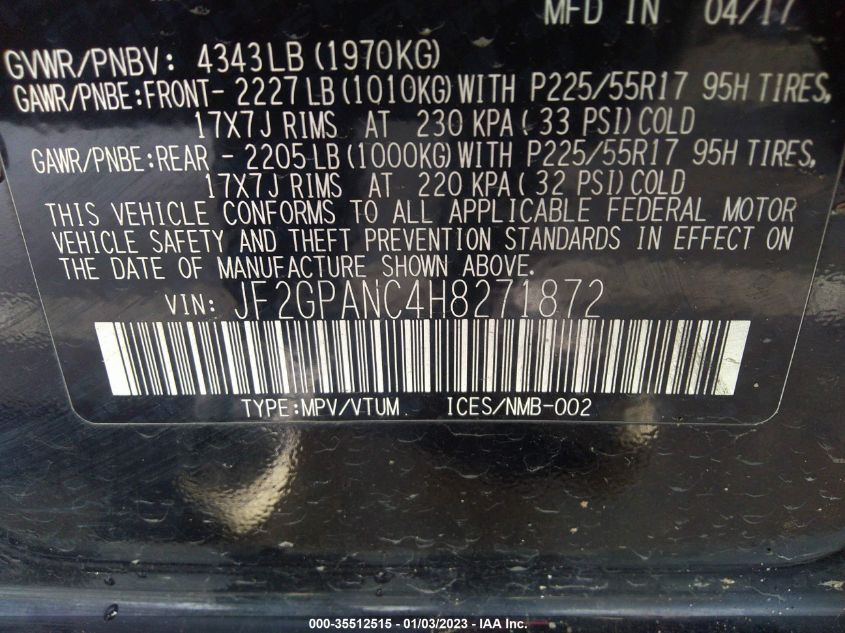 MFD IN 04/17
GVWR/PNBV: 4343LB (1970KG)
GAWR/PNBE:FRONT- 2227 LB (1010KG) WITH P225/55R17 95H TIRES,
17X7J RIMS AT 230 KPA ( 33 PSI) COLD
GAWR/PNBE:REAR - 2205 LB (1000KG) WITH P225/55R17 95H TIRES,
17X7J RIMS AT 220 KPA ( 32 PSI) COLD
THIS VEHICLE CONFORMS TO ALL APPLICABLE FEDERAL MOTOR
VEHICLE SAFETY AND THEFT PREVENTION STANDARDS IN EFFECT ON
THE DATE OF MANUFACTURE SHOWN ABOVE.
VIN: JF2GPANC4H8271872
TYPE:MPV/VTUM ICES/NMB-002
000-35512515 - 01/03/2023 - © IAA Inc.